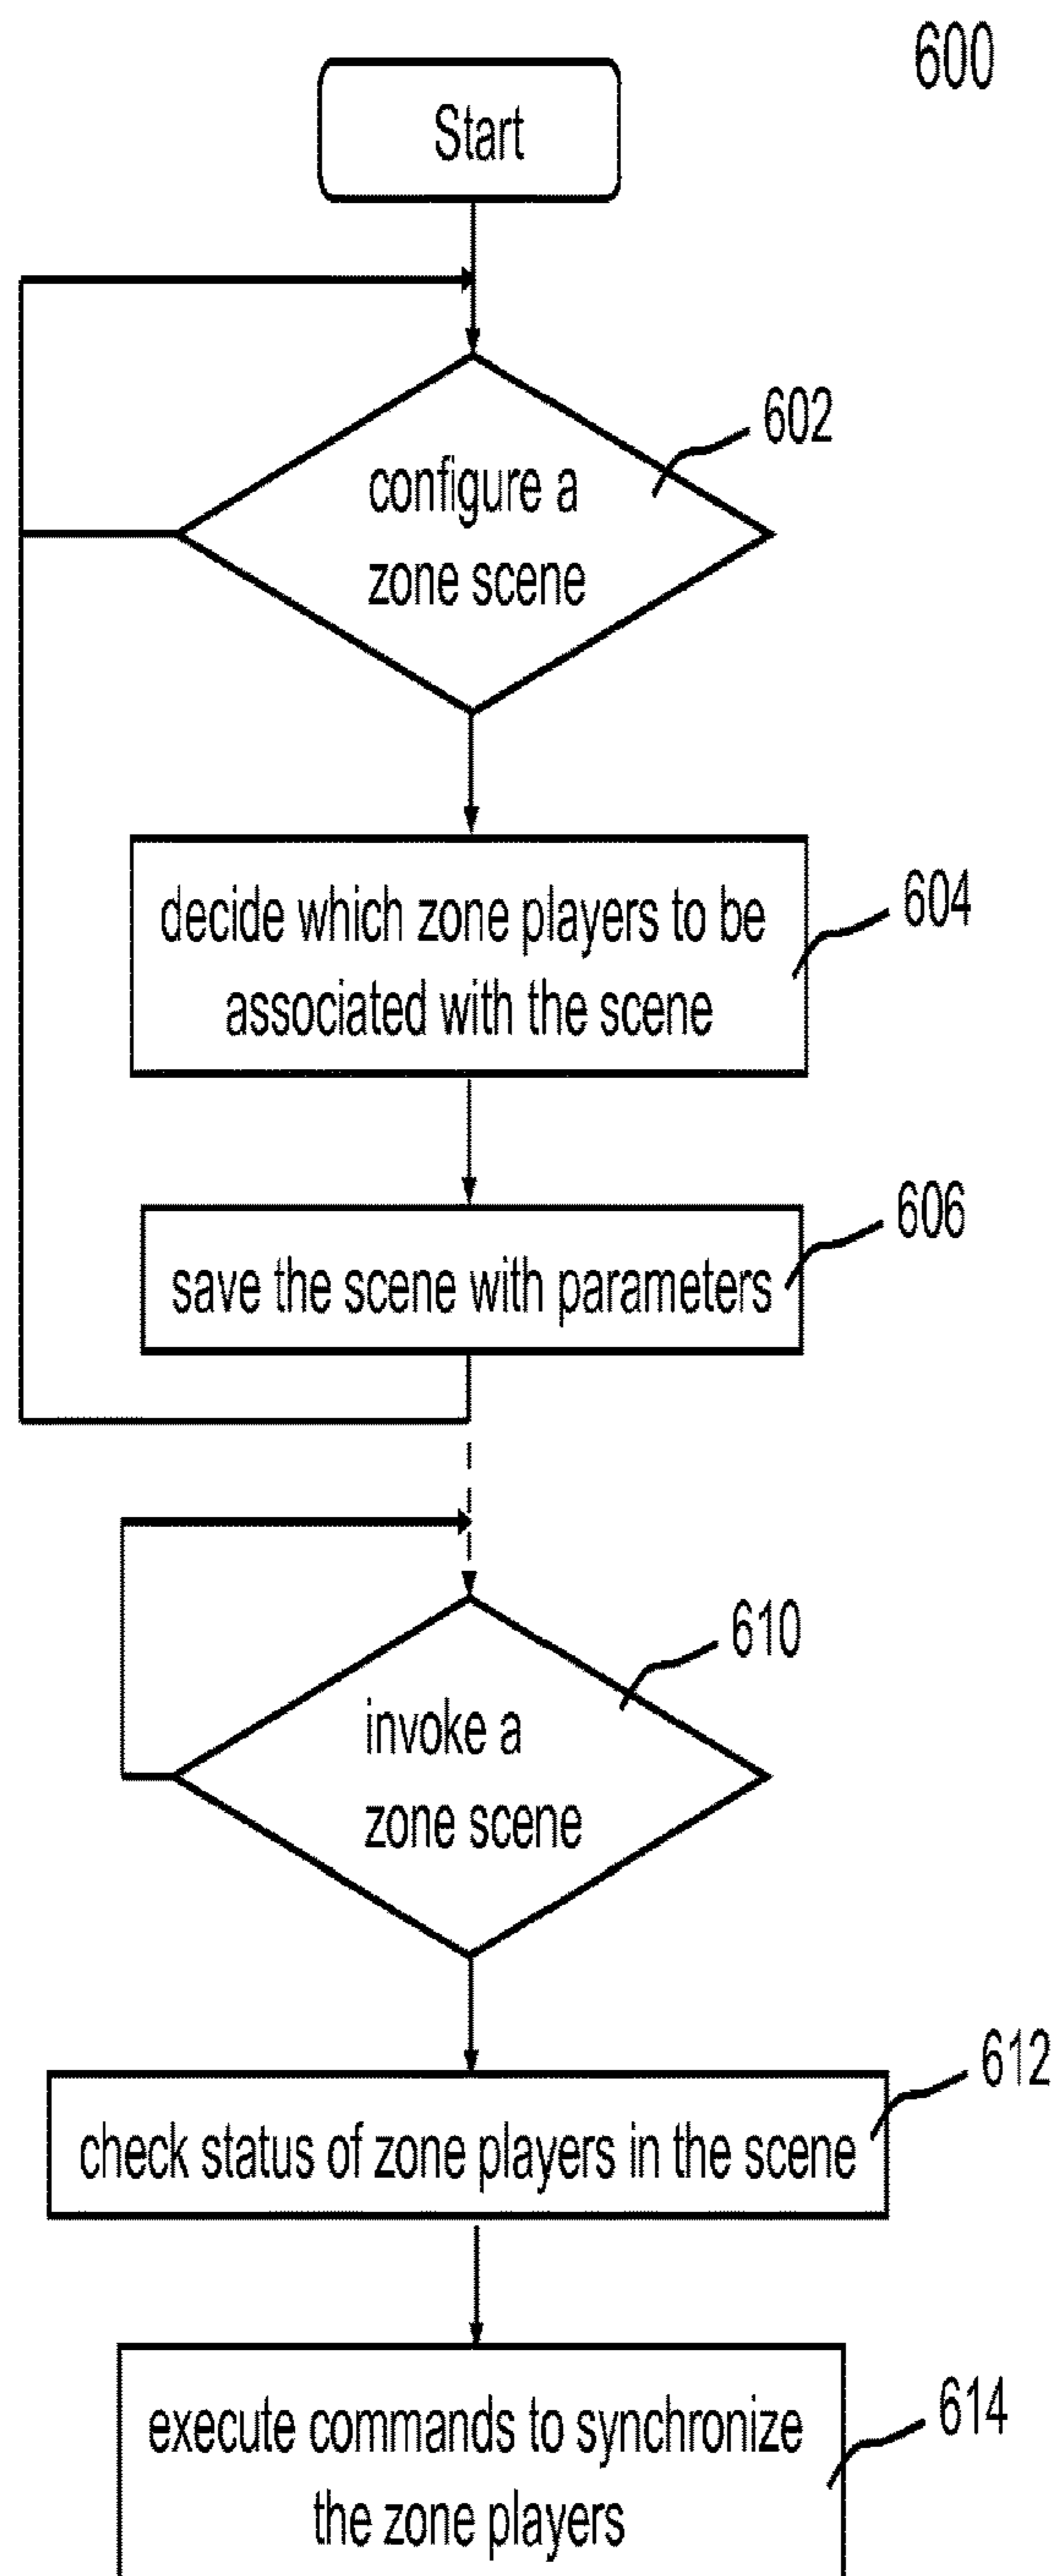 600
Start
602
configure a
zone scene
604
decide which zone players to be
associated with the scene
606
save the scene with parameters
610
invoke a
zone scene
612
check status of zone players in the scene
614
execute commands to synchronize
the zone players